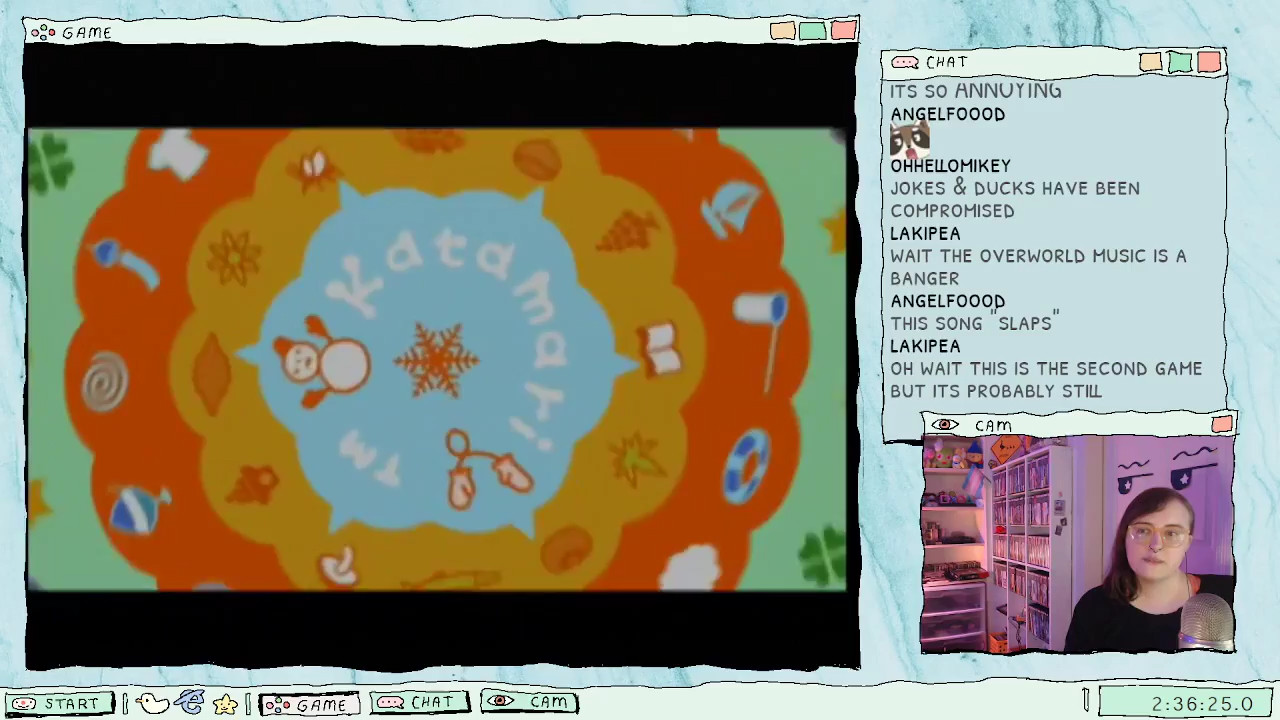 GAME
CHAT
ITS SO ANNUYING
ANGELFOOOD
OHHELLOMIKEY
JOKES & DUCKS HAVE BEEN
COMPROMISED
LAKIPEA
WAIT THE OVERWORLD MUSIC IS A
BANGER
ANGELFOOOD
THIS SONG "SLAPS"
LAKIPEA
OH WAIT THIS IS THE SECOND GAME
BUT ITS PROBABLY STILL
Katamari
TM
CAM
START
GAME
CHAT
CAM
2:36:25.0